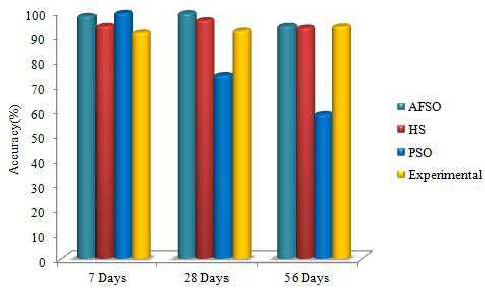 Accuracy(%)
100
90
80
70
60
50
40
30
20
10
0
7 Days
28 Days
56 Days
AFSO
HS
PSO
Experimental